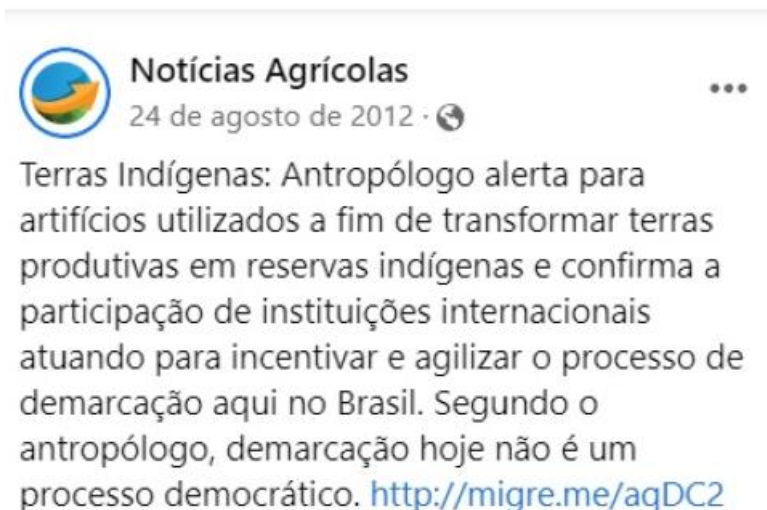 Notícias Agrícolas
24 de agosto de 2012 ·
Terras Indígenas: Antropólogo alerta para
artifícios utilizados a fim de transformar terras
produtivas em reservas indígenas e confirma a
participação de instituições internacionais
atuando para incentivar e agilizar o processo de
demarcação aqui no Brasil. Segundo o
antropólogo, demarcação hoje não é um
processo democrático. http://migre.me/aqDC2